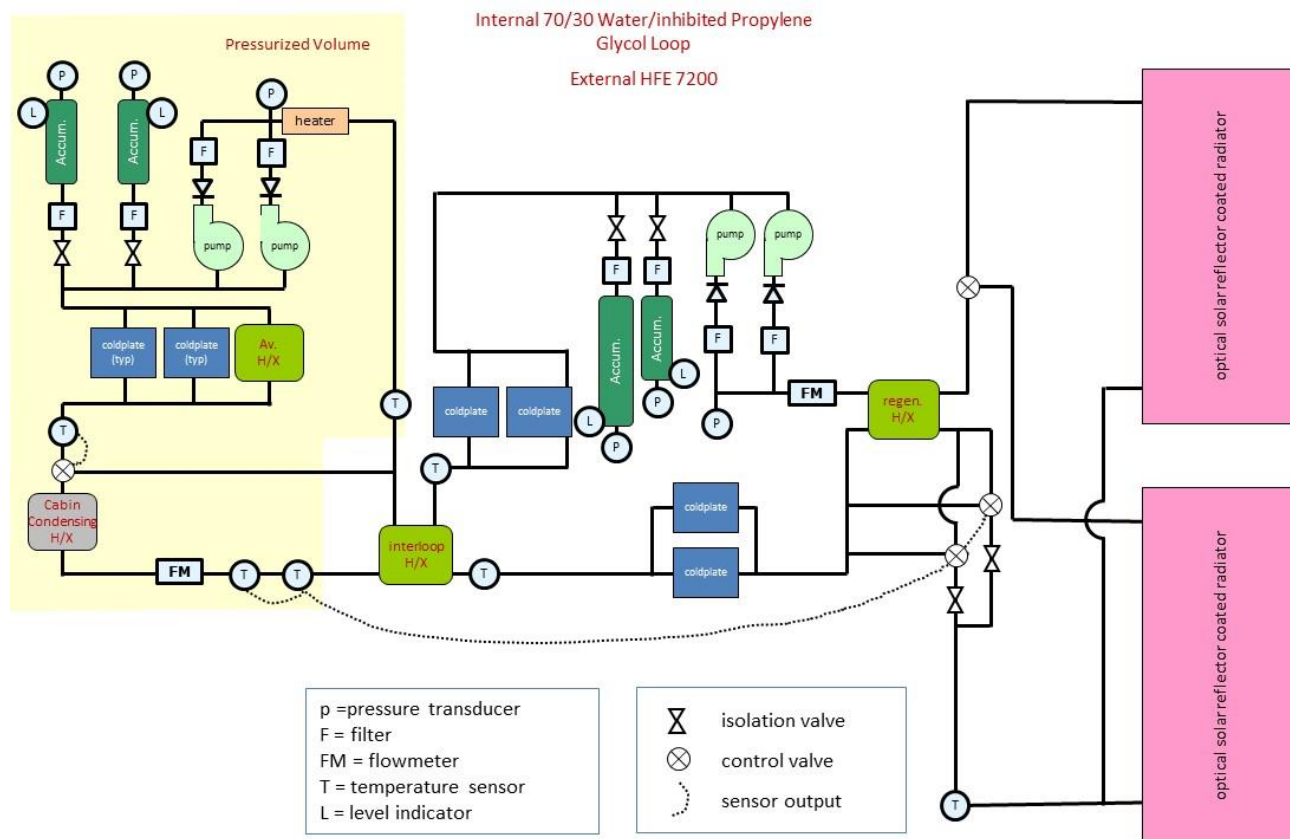 Internal 70/30 Water/inhibited Propylene
Glycol Loop
External HFE 7200
Pressurized Volume
P
P
P
L
L
heater
Accum.
Accum.
F
F
F
F
pump
pump
coldplate
(typ)
coldplate
(typ)
Av.
H/X
T
T
Cabin
Condensing
H/X
FM
T
T
interloop
H/X
T
T
coldplate
coldplate
F
F
Accum.
Accum.
L
L
P
P
pump
pump
F
F
P
FM
regen.
H/X
coldplate
coldplate
T
optical solar reflector coated radiator
optical solar reflector coated radiator
p =pressure transducer
F = filter
FM = flowmeter
T = temperature sensor
L = level indicator
isolation valve
control valve
sensor output